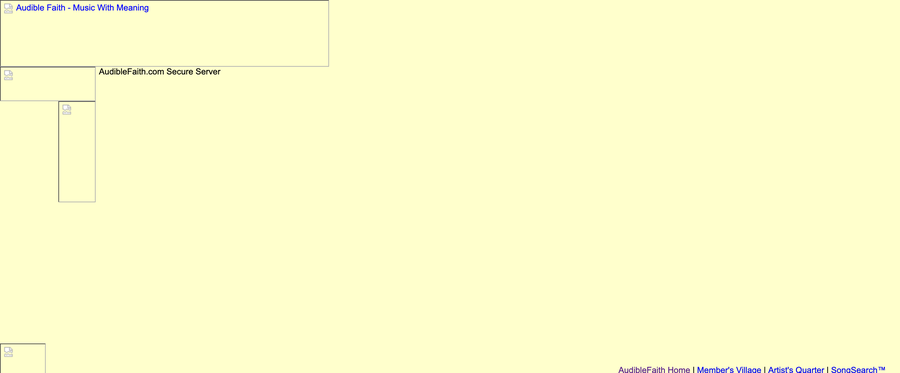 Audible Faith - Music With Meaning
AudibleFaith.com Secure Server
AudibleFaith Home | Member's Village | Artist's Quarter | SongSearch™